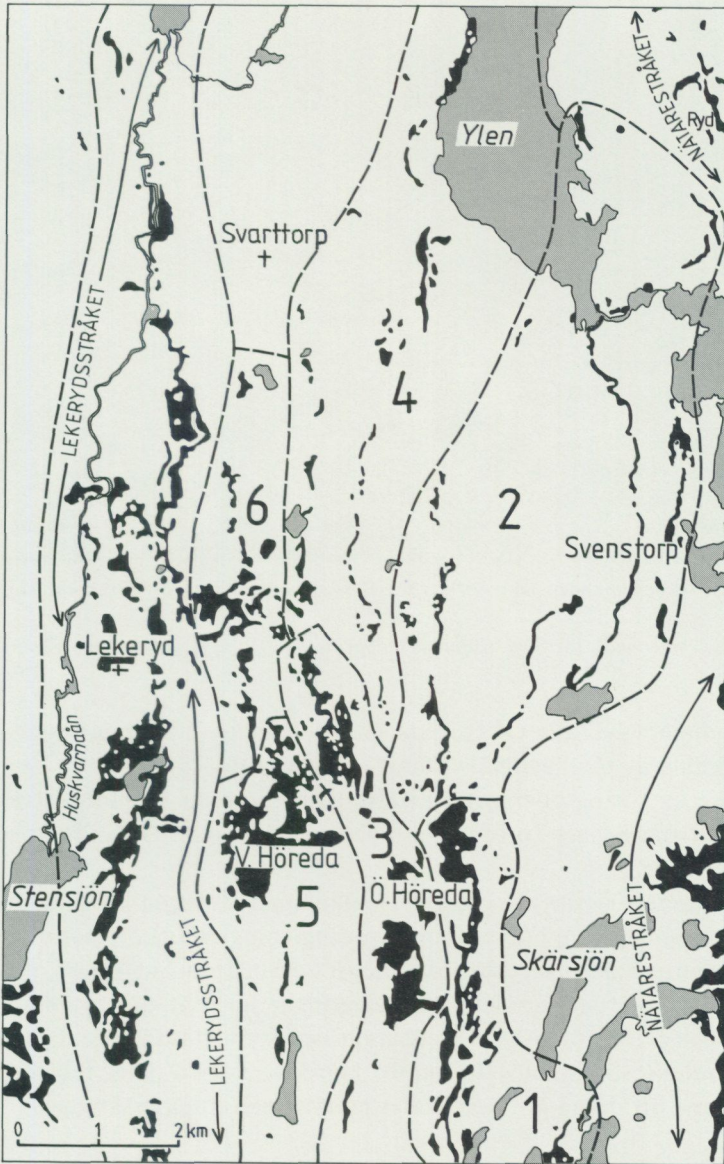 Ylen
NÄTARESTRÅKET
Ryd
Svarttorp
LEKERYDSSTRÅKET
4
6
2
Svenstorp
Lekeryd
Huskvarnaån
3
V. Höreda
Ö. Höreda
5
Stensjön
Skärsjön
LEKERYDSSTRÅKET
NÄTARESTRÅKET
1
0 1 2 km